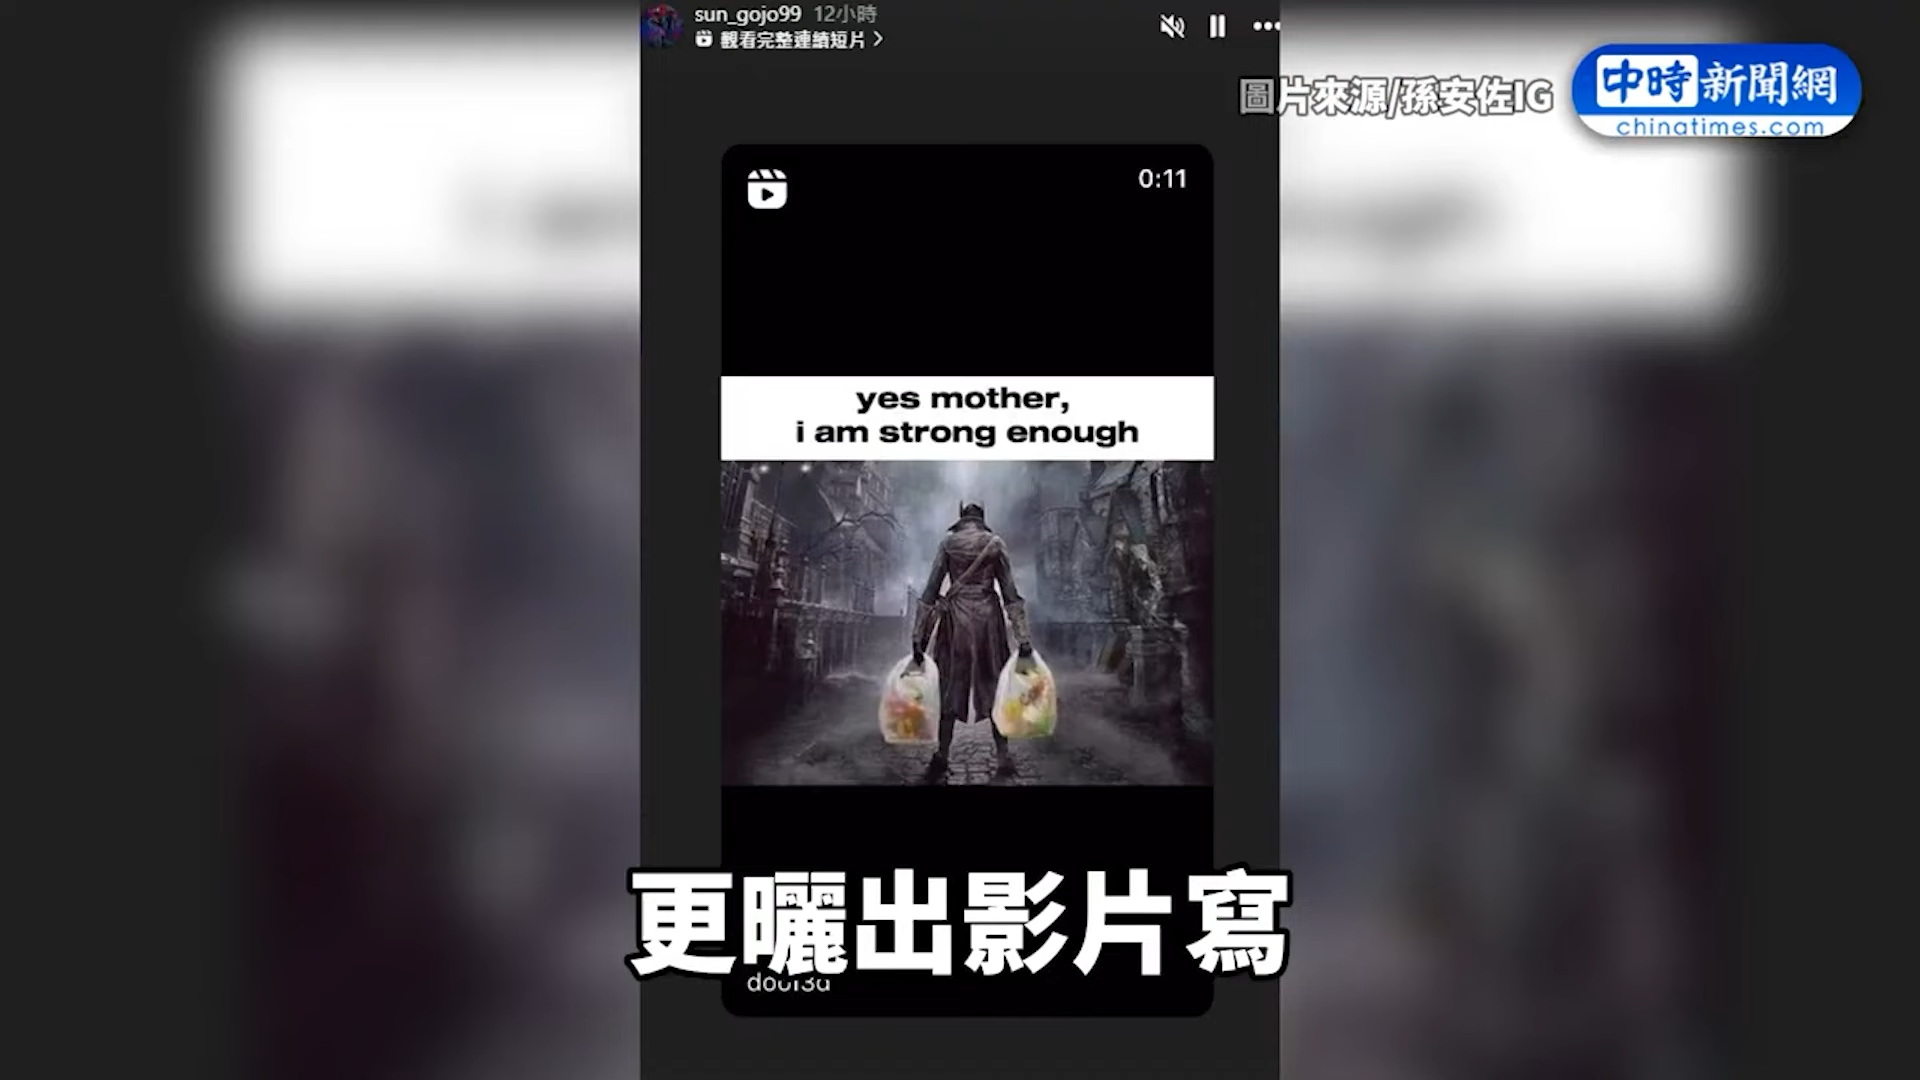 sun_gojo99 12小時
觀看完整連續短片
圖片來源/孫安佐IG
中時新聞網
chinatimes.com
0:11
yes mother,
i am strong enough
更曬出影片寫